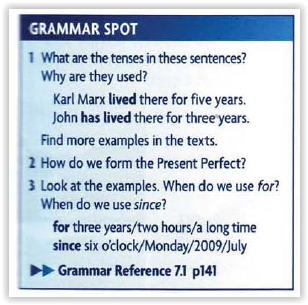 GRAMMAR SPOT
1 What are the tenses in these sentences?
Why are they used?
Karl Marx lived there for five years.
John has lived there for three years.
Find more examples in the texts.
2 How do we form the Present Perfect?
3 Look at the examples. When do we use for?
When do we use since?
for three years/two hours/a long time
since six o'clock/Monday/2009/July
▶▶ Grammar Reference 7.1 p141